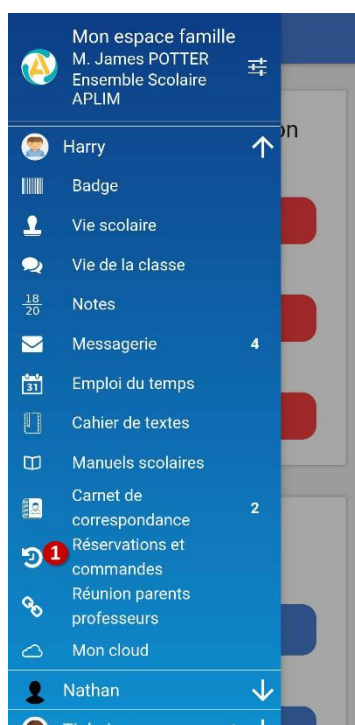 Mon espace famille
M. James POTTER
Ensemble Scolaire
APLIM
on
Harry
Badge
Vie scolaire
Vie de la classe
18
20
Notes
Messagerie 4
31 Emploi du temps
Cahier de textes
Manuels scolaires
Carnet de
correspondance 2
1 Réservations et
commandes
Réunion parents
professeurs
Mon cloud
Nathan